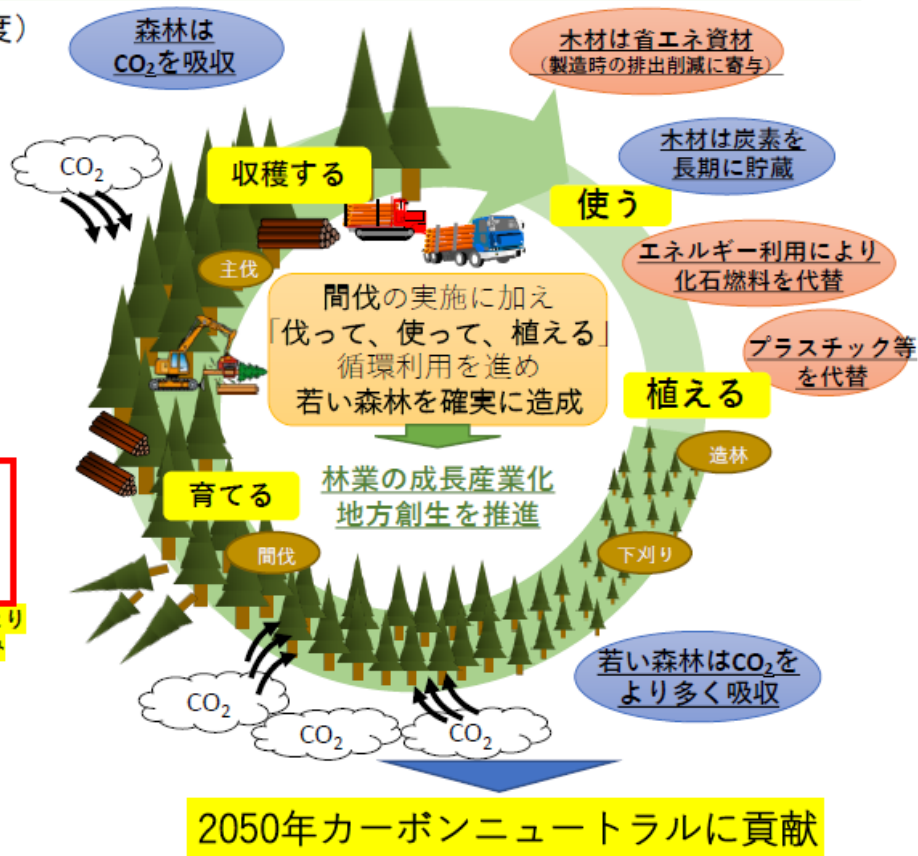 度）
森林は
CO₂を吸収
木材は省エネ資材
（製造時の排出削減に寄与）
CO₂
収穫する
木材は炭素を
長期に貯蔵
使う
主伐
エネルギー利用により
化石燃料を代替
間伐の実施に加え
「伐って、使って、植える」
循環利用を進め
若い森林を確実に造成
プラスチック等
を代替
植える
造林
林業の成長産業化
地方創生を推進
育てる
間伐
下刈り
り
若い森林はCO₂を
より多く吸収
CO₂
CO₂
CO₂
2050年カーボンニュートラルに貢献